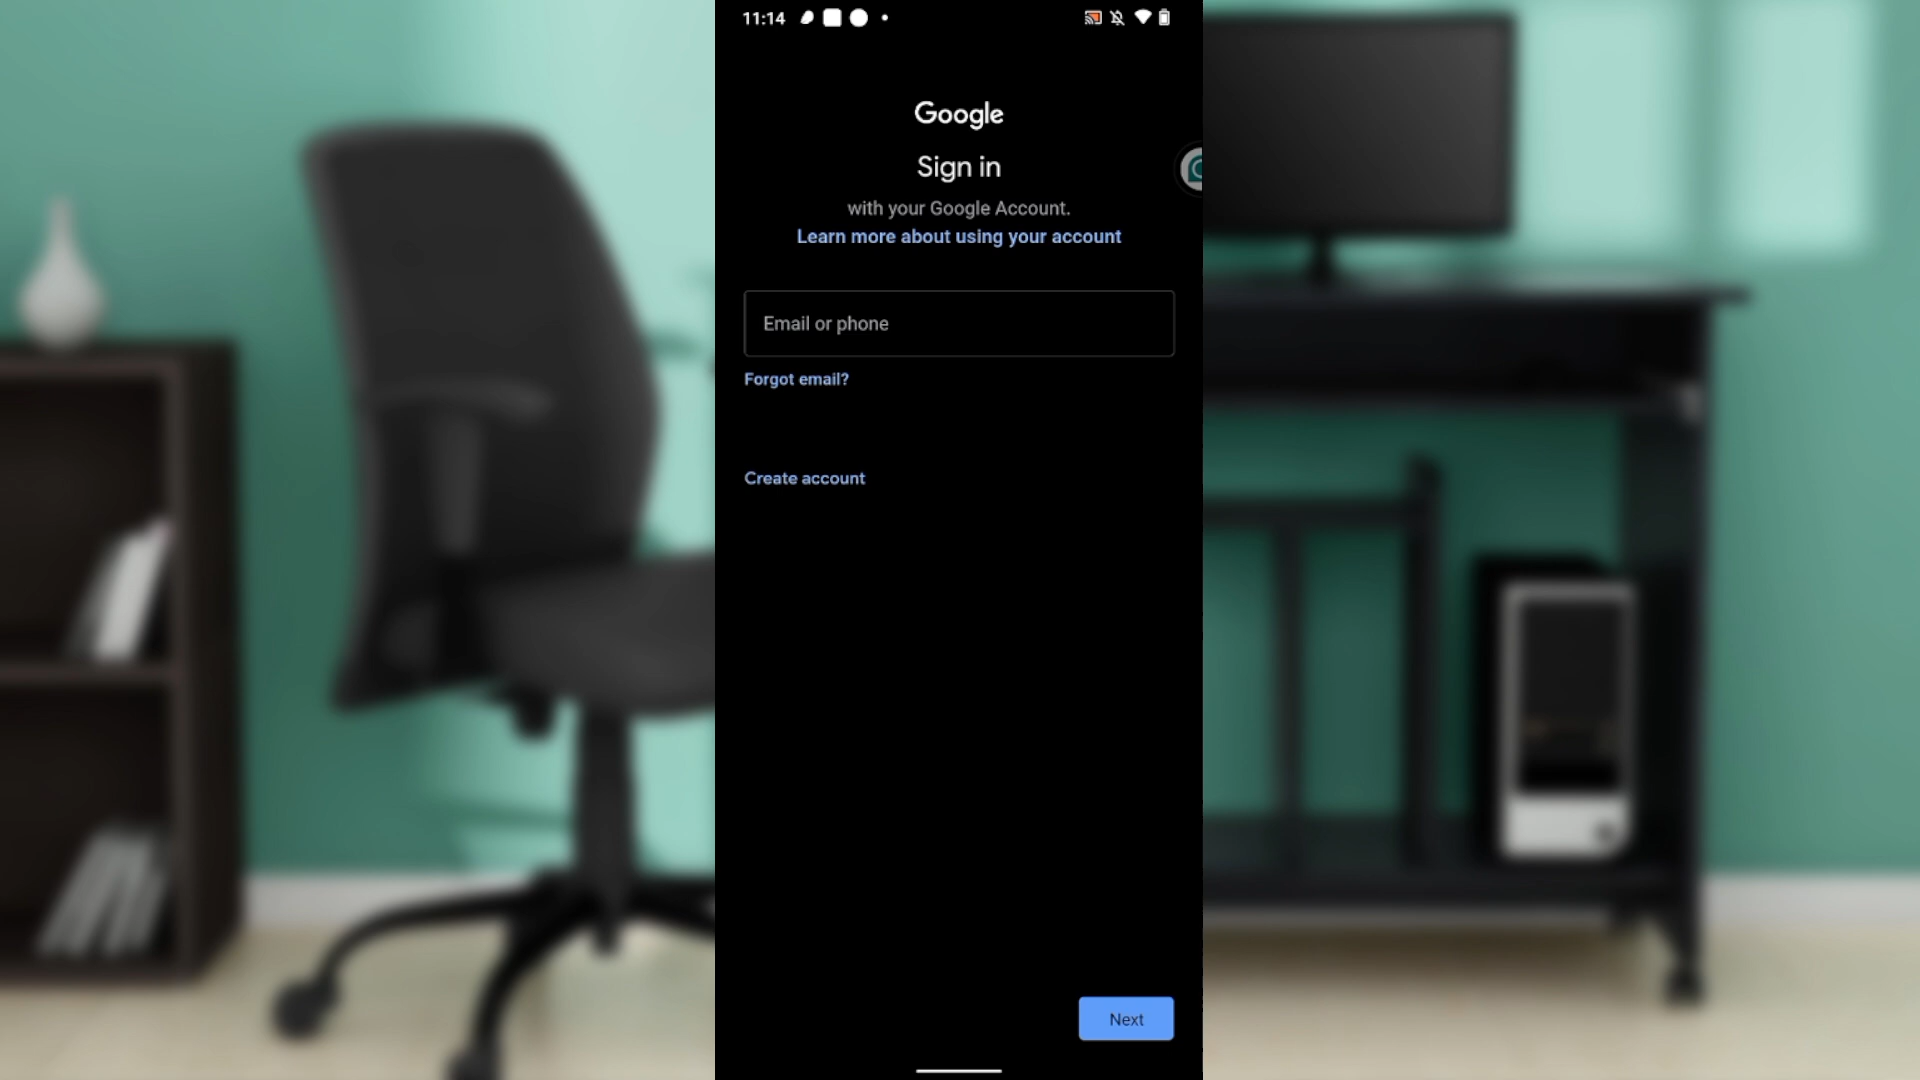 11:14
Google
Sign in
with your Google Account.
Learn more about using your account
Email or phone
Forgot email?
Create account
Next